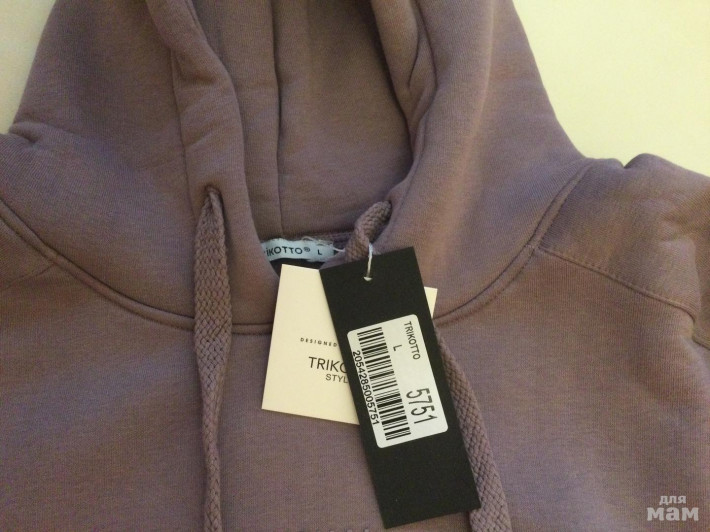 TRIKOTTO® L
DESIGNED
TRIKO
STYL
TRIKOTTO
L
5751
2054285005751
для
мам